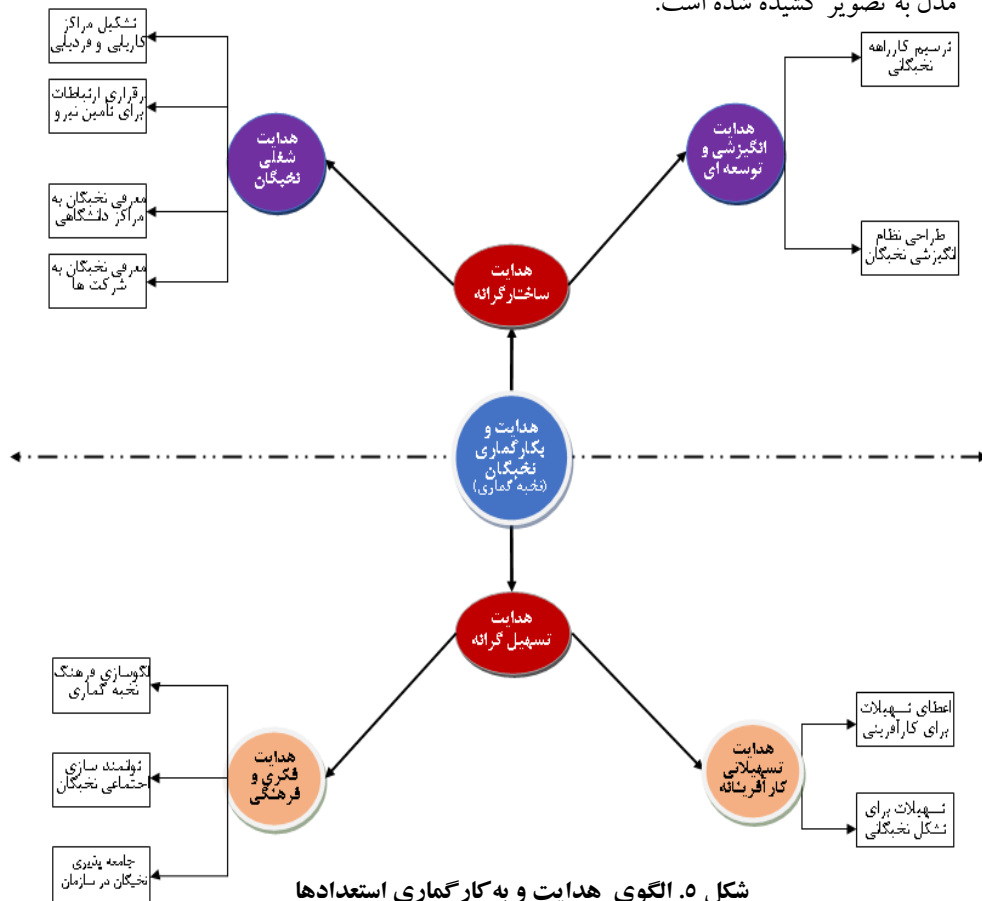 مدل به تصویر کشیده شده است.
ترسیم کارراهه
نخبگانی
هدایت
انگیزشی و
توسعه ای
طراحی نظام
انگیزشی نخبگان
تشکیل مراکز
کاریابی و فردیابی
برقراری ارتباطات
برای تامین نیرو
هدایت
شغلی
نخبگان
معرفی نخبگان به
مراکز دانشگاهی
معرفی نخبگان به
شرکت ها
هدایت
ساختارگرانه
هدایت و
بکارگماری
نخبگان
(نخبه گماری)
هدایت
تسهیل گرانه
اعطای تسهیلات
برای کارآفرینی
هدایت
تسهیلاتی
کارآفرینانه
تسهیلات برای
تشکل نخبگانی
الگوسازی فرهنگ
نخبه گماری
هدایت
فکری و
فرهنگی
توانمند سازی
اجتماعی نخبگان
جامعه پذیری
نخبگان در سازمان
شکل ۵. الگوی هدایت و به‌کارگماری استعدادها